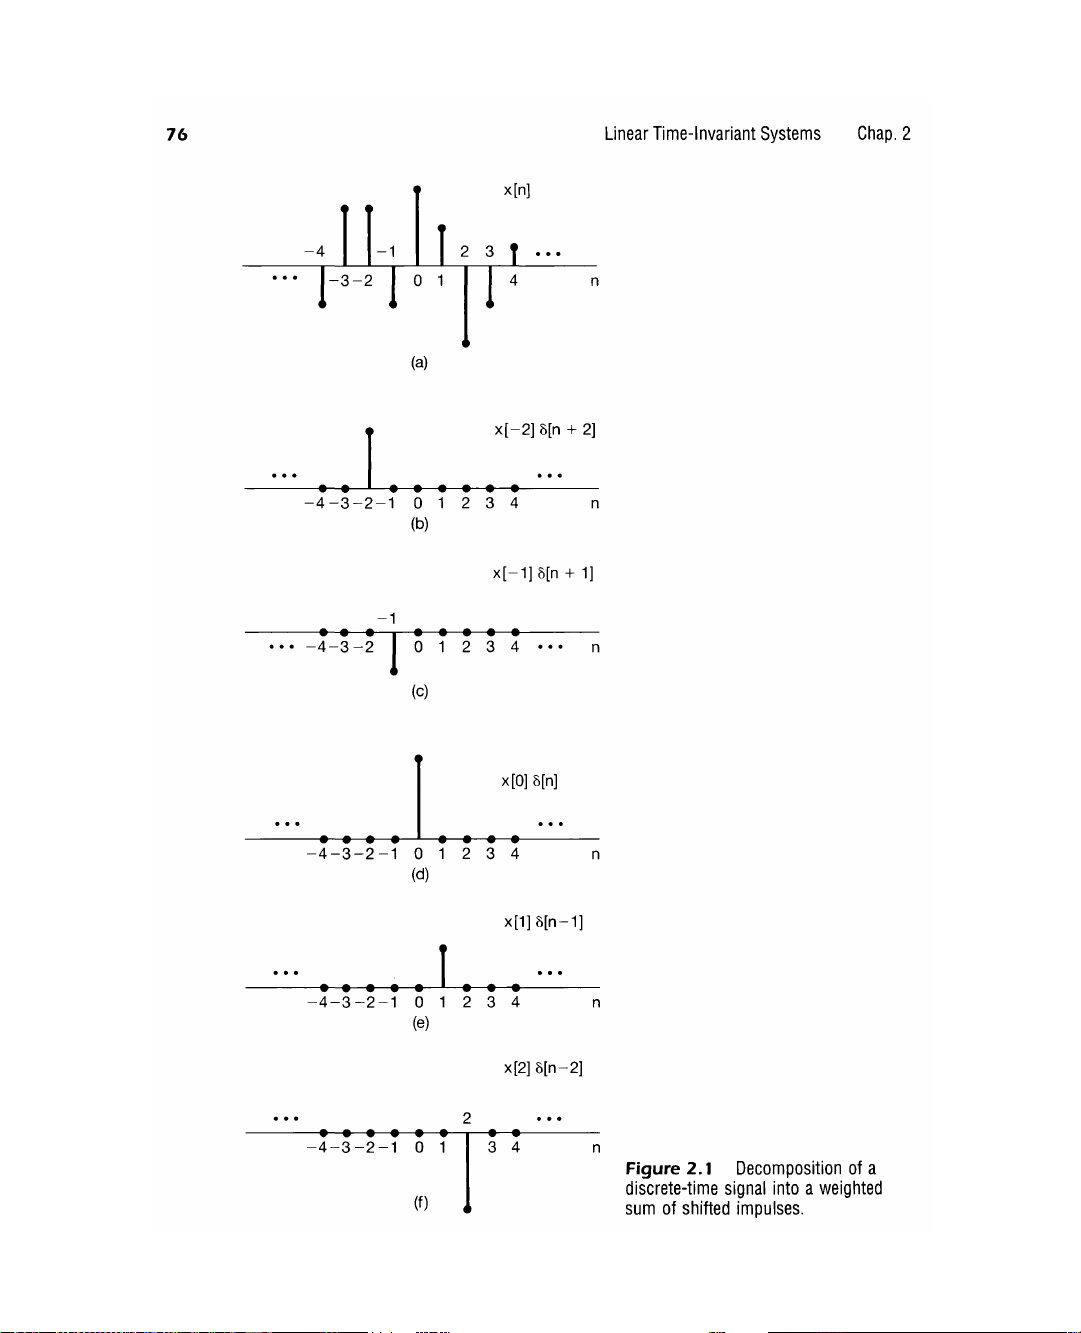 76 Linear Time-Invariant Systems Chap. 2
x[n]
−4 −1 2 3 •••
••• −3 −2 0 1 4 n
(a)
x[−2] δ[n + 2]
••• •••
−4 −3 −2 −1 0 1 2 3 4 n
(b)
x[−1] δ[n + 1]
−1
••• −4 −3 −2 0 1 2 3 4 ••• n
(c)
x[0] δ[n]
••• •••
−4 −3 −2 −1 0 1 2 3 4 n
(d)
x[1] δ[n−1]
••• •••
−4 −3 −2 −1 0 1 2 3 4 n
(e)
x[2] δ[n−2]
••• 2 •••
−4 −3 −2 −1 0 1 3 4 n
(f)
Figure 2.1 Decomposition of a
discrete-time signal into a weighted
sum of shifted impulses.